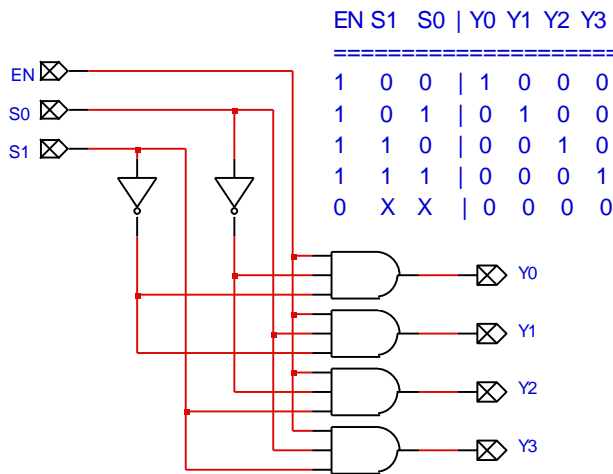 EN S1 S0 | Y0 Y1 Y2 Y3
======================
1 0 0 | 1 0 0 0
1 0 1 | 0 1 0 0
1 1 0 | 0 0 1 0
1 1 1 | 0 0 0 1
0 X X | 0 0 0 0
EN
S0
S1
Y0
Y1
Y2
Y3